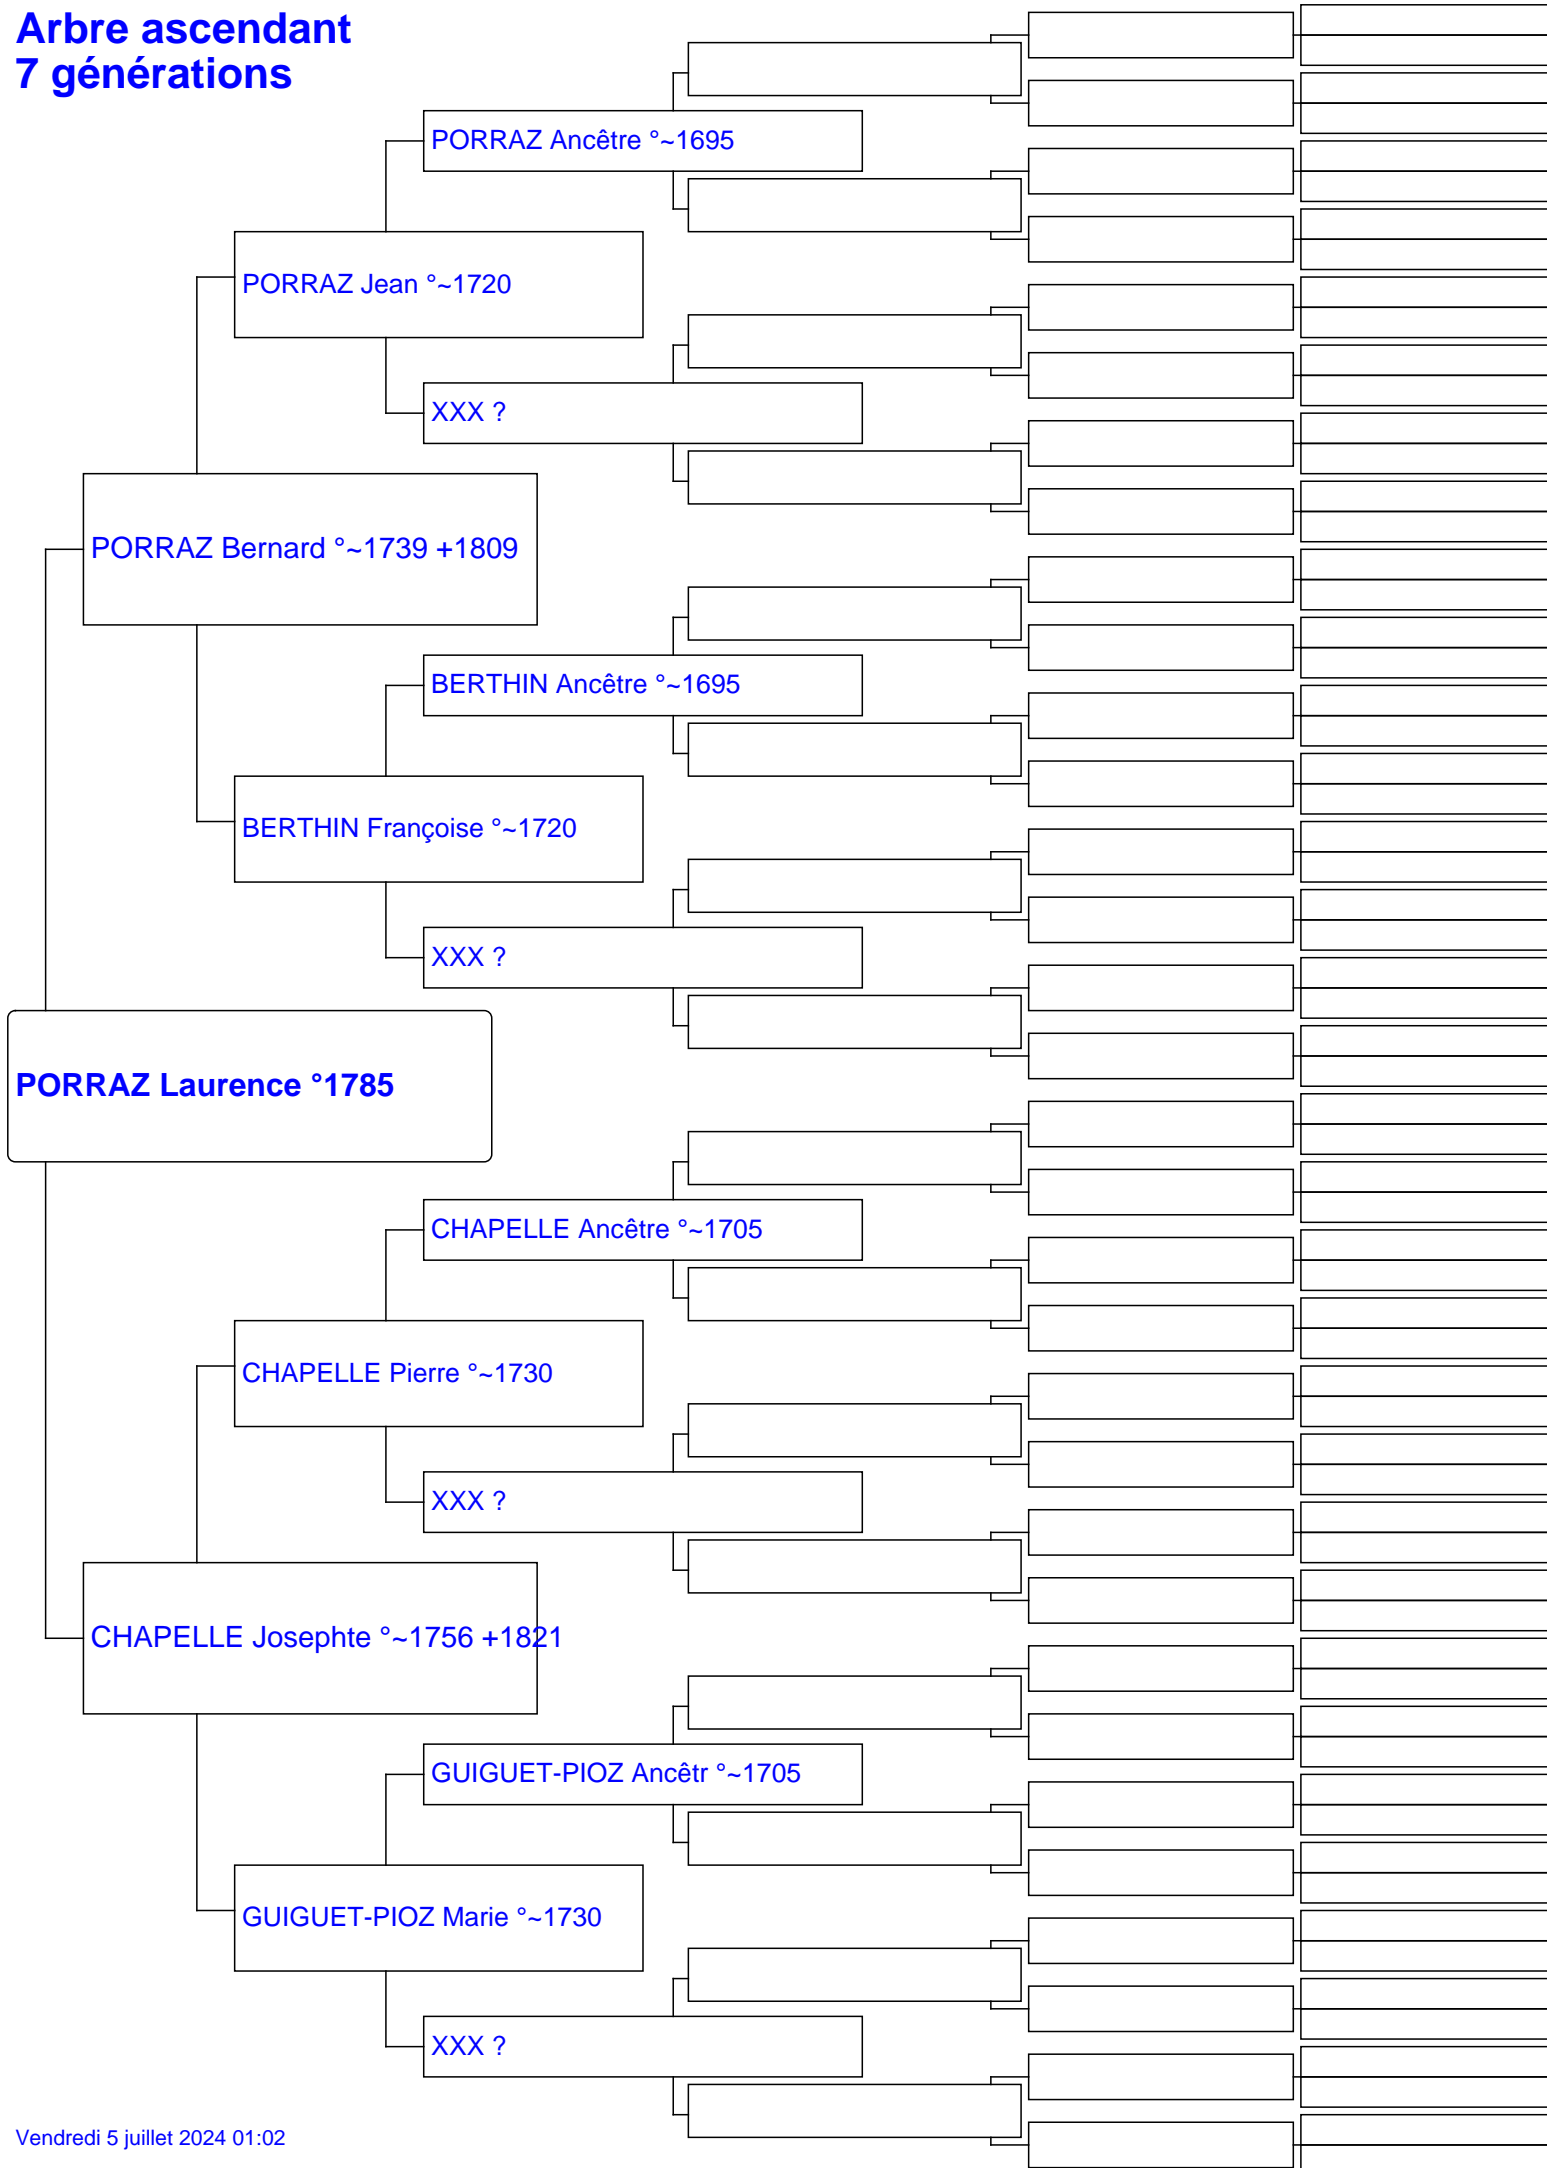 Arbre ascendant
7 générations
PORRAZ Ancêtre °~1695
PORRAZ Jean °~1720
XXX ?
PORRAZ Bernard °~1739 +1809
BERTHIN Ancêtre °~1695
BERTHIN Françoise °~1720
XXX ?
PORRAZ Laurence °1785
CHAPELLE Ancêtre °~1705
CHAPELLE Pierre °~1730
XXX ?
CHAPELLE Josephte °~1756 +1821
GUIGUET-PIOZ Ancêtr °~1705
GUIGUET-PIOZ Marie °~1730
XXX ?
Vendredi 5 juillet 2024 01:02